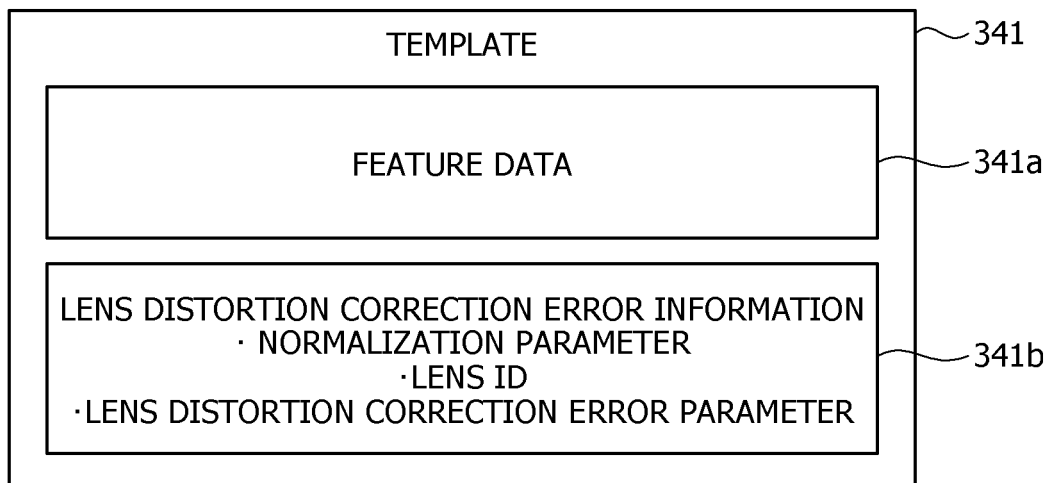 TEMPLATE
341
FEATURE DATA
341a
LENS DISTORTION CORRECTION ERROR INFORMATION
· NORMALIZATION PARAMETER
·LENS ID
·LENS DISTORTION CORRECTION ERROR PARAMETER
341b